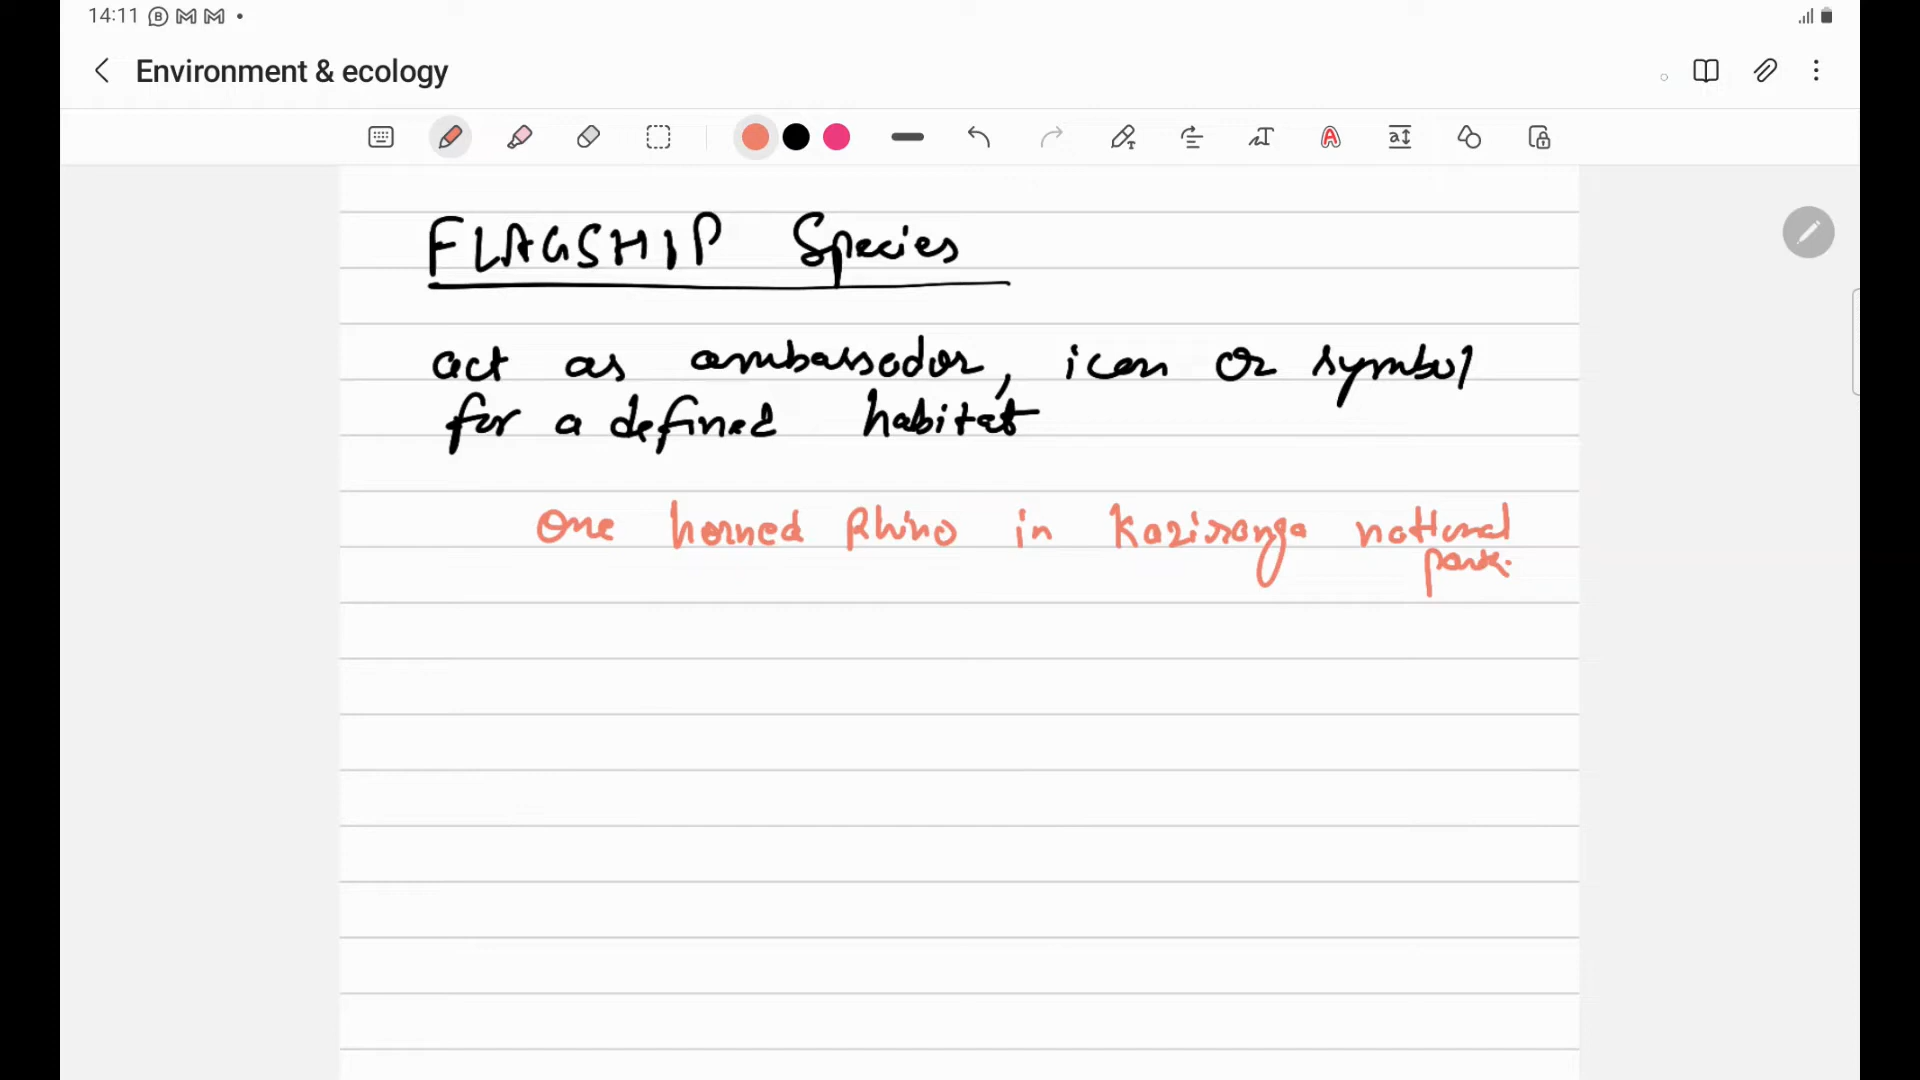 14:11
Environment & ecology
FLAGSHIP Species
act as ambassador, icon or symbol
for a defined habitat
One horned Rhino in Kaziranga national
park.